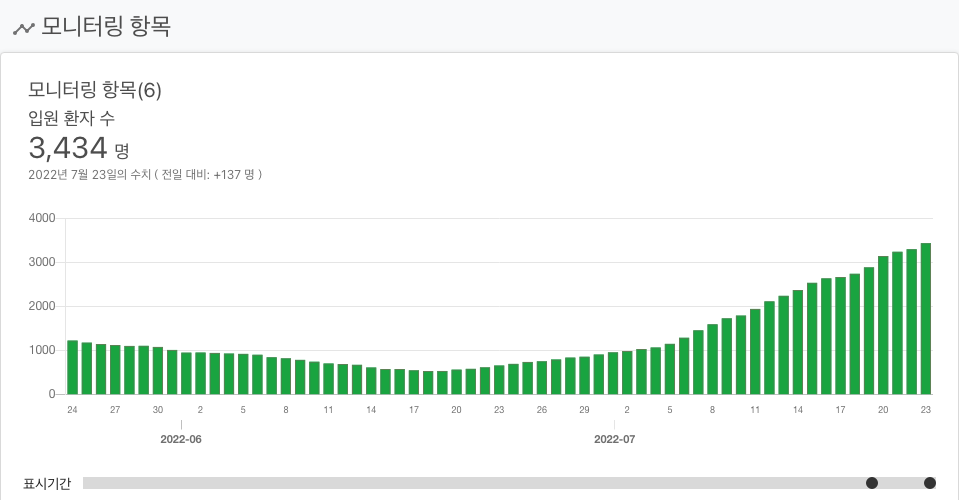 모니터링 항목
모니터링 항목(6)
입원 환자 수
3,434 명
2022년 7월 23일의 수치 ( 전일 대비: +137 명 )
4000
3000
2000
1000
0
24 27 30 2 5 8 11 14 17 20 23 26 29 2 5 8 11 14 17 20 23
2022-06 2022-07
표시기간